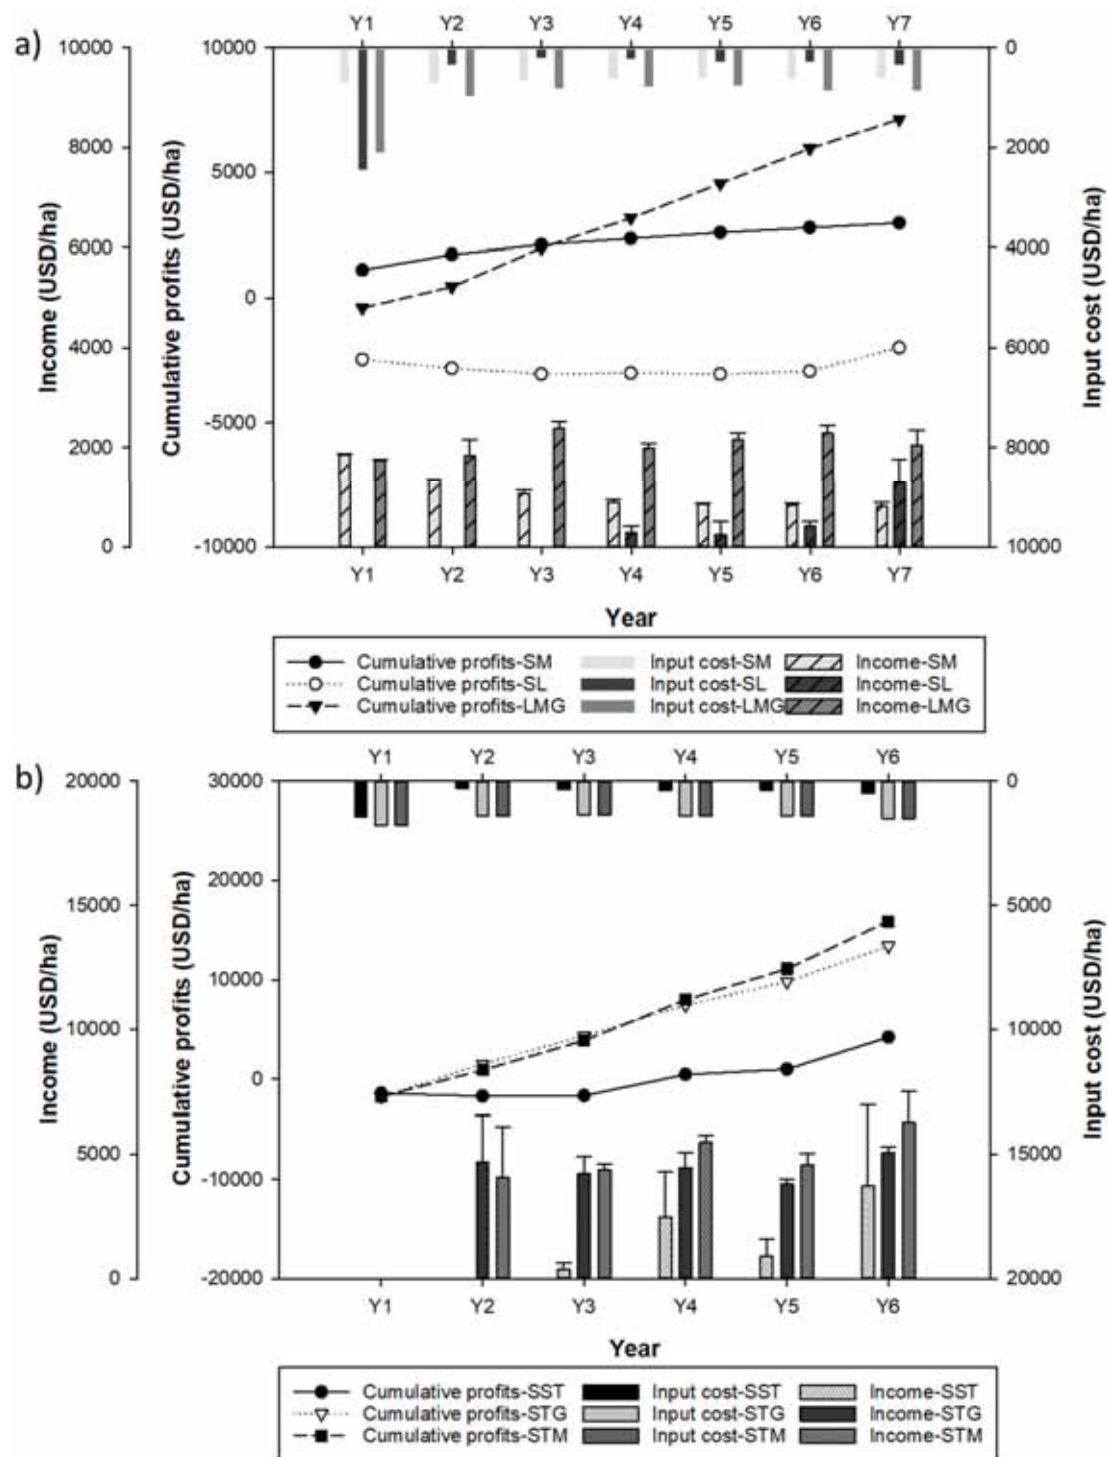 a)
Y1 Y2 Y3 Y4 Y5 Y6 Y7
10000 10000 0
8000 5000 2000
6000 0 4000
4000 -5000 6000
2000 8000
0 -10000 10000
Income (USD/ha)
Cumulative profits (USD/ha)
Input cost (USD/ha)
Y1 Y2 Y3 Y4 Y5 Y6 Y7
Year
Cumulative profits-SM Input cost-SM Income-SM
Cumulative profits-SL Input cost-SL Income-SL
Cumulative profits-LMG Input cost-LMG Income-LMG
b)
Y1 Y2 Y3 Y4 Y5 Y6
20000 30000 0
20000
15000 5000
10000
10000 0 10000
5000 -10000 15000
0 -20000 20000
Income (USD/ha)
Cumulative profits (USD/ha)
Input cost (USD/ha)
Y1 Y2 Y3 Y4 Y5 Y6
Year
Cumulative profits-SST Input cost-SST Income-SST
Cumulative profits-STG Input cost-STG Income-STG
Cumulative profits-STM Input cost-STM Income-STM